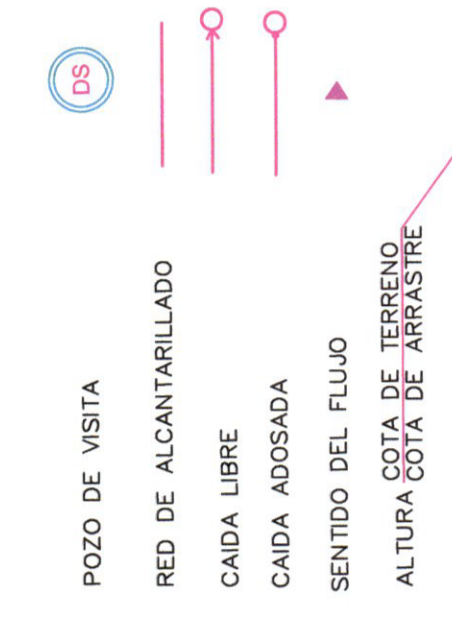 POZO DE VISITA DS
RED DE ALCANTARILLADO
CAIDA LIBRE
CAIDA ADOSADA
SENTIDO DEL FLUJO
ALTURA COTA DE TERRENO
COTA DE ARRASTRE